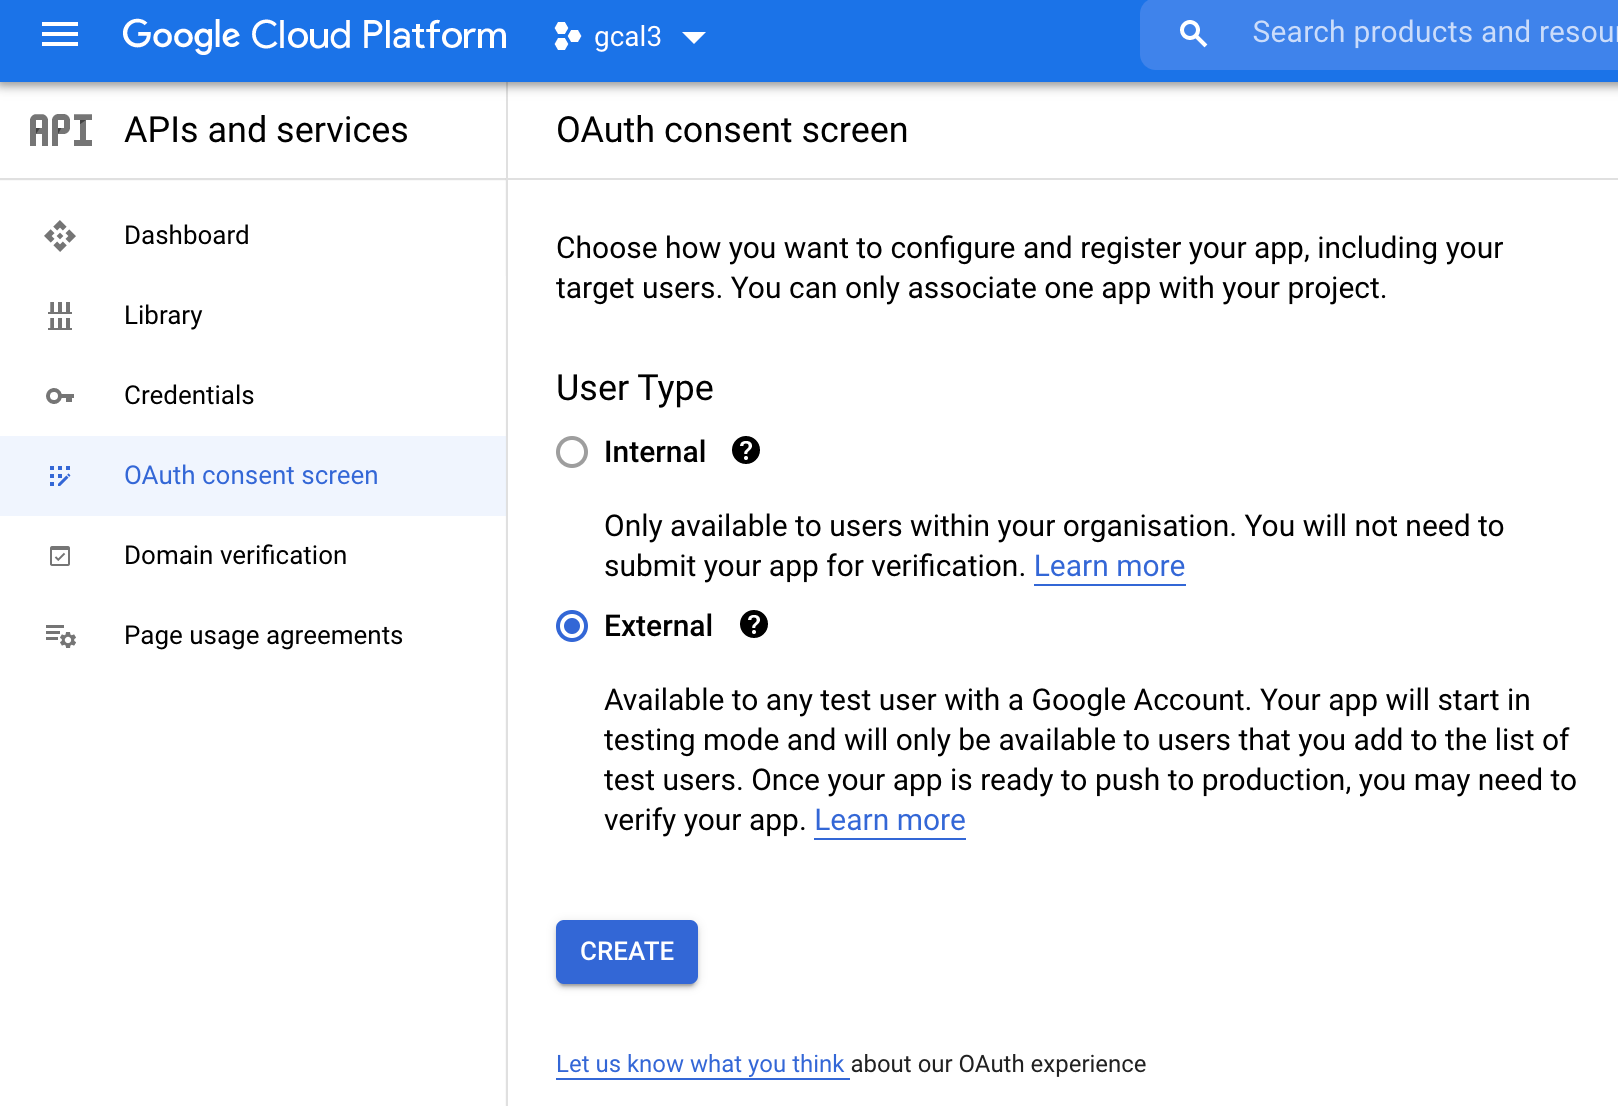 Google Cloud Platform
gcal3
Search products and resou
API
APIs and services
OAuth consent screen
Dashboard
Library
Credentials
OAuth consent screen
Domain verification
Page usage agreements
Choose how you want to configure and register your app, including your
target users. You can only associate one app with your project.
User Type
Internal ?
Only available to users within your organisation. You will not need to
submit your app for verification. Learn more
External ?
Available to any test user with a Google Account. Your app will start in
testing mode and will only be available to users that you add to the list of
test users. Once your app is ready to push to production, you may need to
verify your app. Learn more
CREATE
Let us know what you think about our OAuth experience